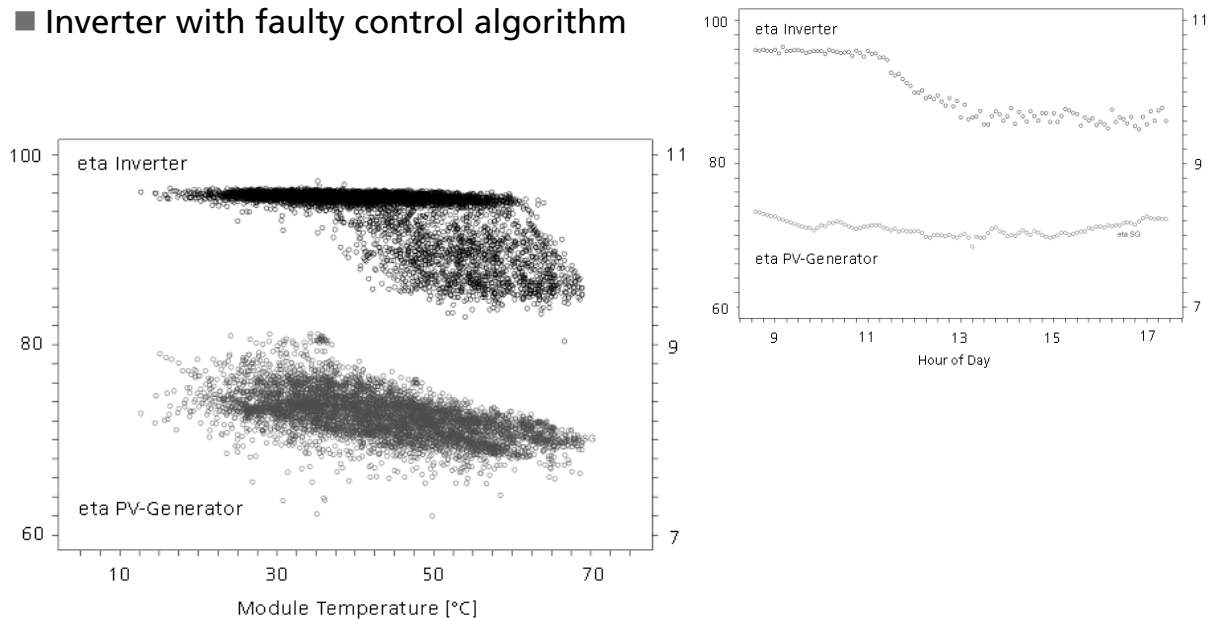 Inverter with faulty control algorithm
100
eta Inverter
11
80
9
eta PV-Generator
SG
60
7
10 30 50 70
Module Temperature [°C]
100
eta Inverter
11
80
9
eta SG
eta PV-Generator
60
7
9 11 13 15 17
Hour of Day